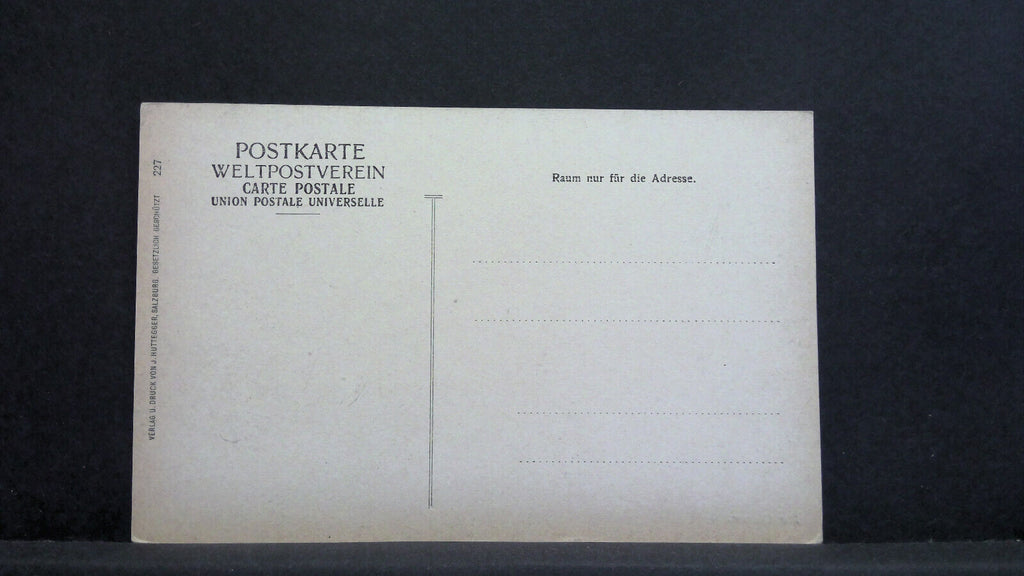 POSTKARTE
WELTPOSTVEREIN
CARTE POSTALE
UNION POSTALE UNIVERSELLE
Raum nur für die Adresse.
VERLAG U. DRUCK VON J. HUTTEGGER, SALZBURG. GESETZLICH GESCHÜTZT 227